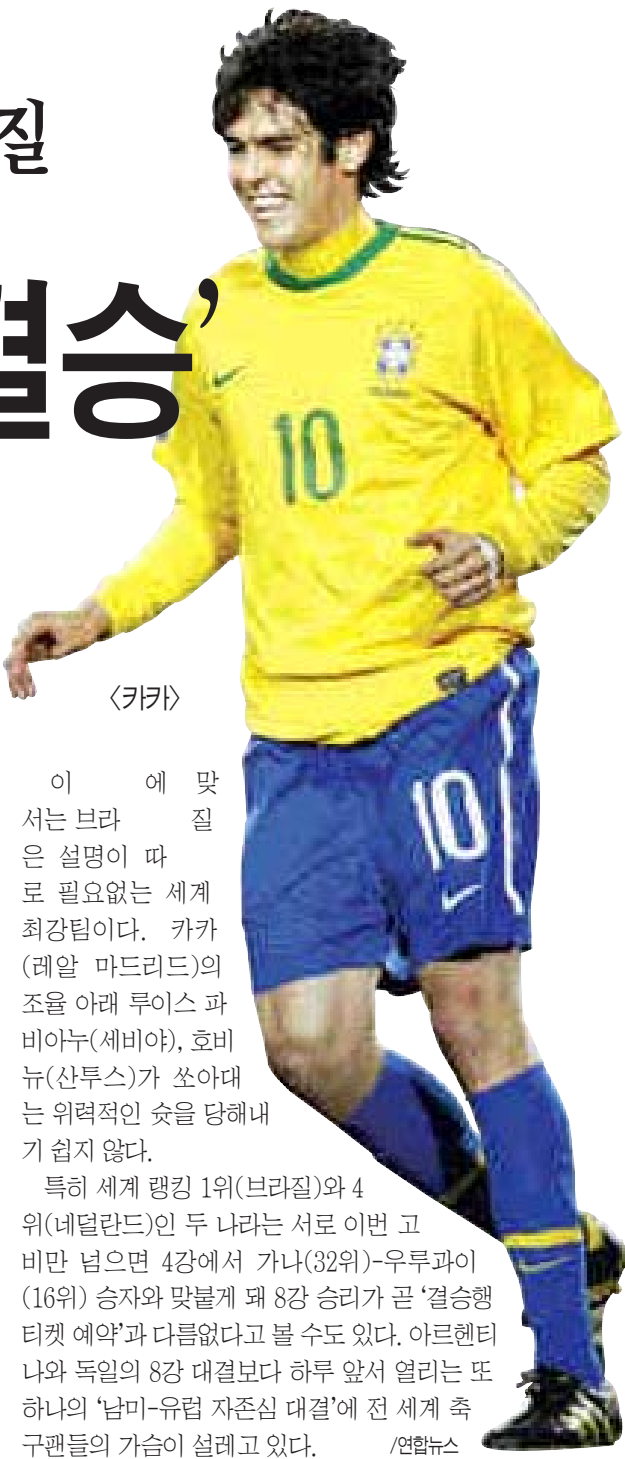 질
결승’
10
〈카카〉
10
이 에 맞
서는 브라 질
은 설명이 따
로 필요없는 세계
최강팀이다. 카카
(레알 마드리드)의
조율 아래 루이스 파
비아누(세비야), 호비
뉴(산투스)가 쏘아대
는 위력적인 슛을 당해내
기 쉽지 않다.
특히 세계 랭킹 1위(브라질)와 4
위(네덜란드)인 두 나라는 서로 이번 고
비만 넘으면 4강에서 가나(32위)-우루과이
(16위) 승자와 맞붙게 돼 8강 승리가 곧 ‘결승행
티켓 예약’과 다름없다고 볼 수도 있다. 아르헨티
나와 독일의 8강 대결보다 하루 앞서 열리는 또
하나의 ‘남미-유럽 자존심 대결’에 전 세계 축
구팬들의 가슴이 설레고 있다. /연합뉴스